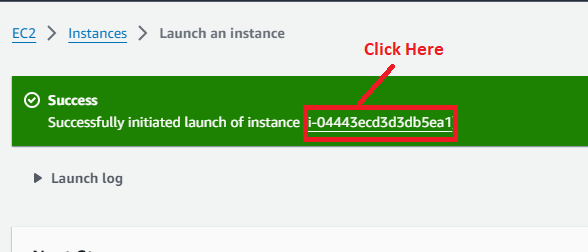 EC2 > Instances > Launch an instance
Click Here
Success
Successfully initiated launch of instance (i-04443ecd3d3db5ea1)
Launch log